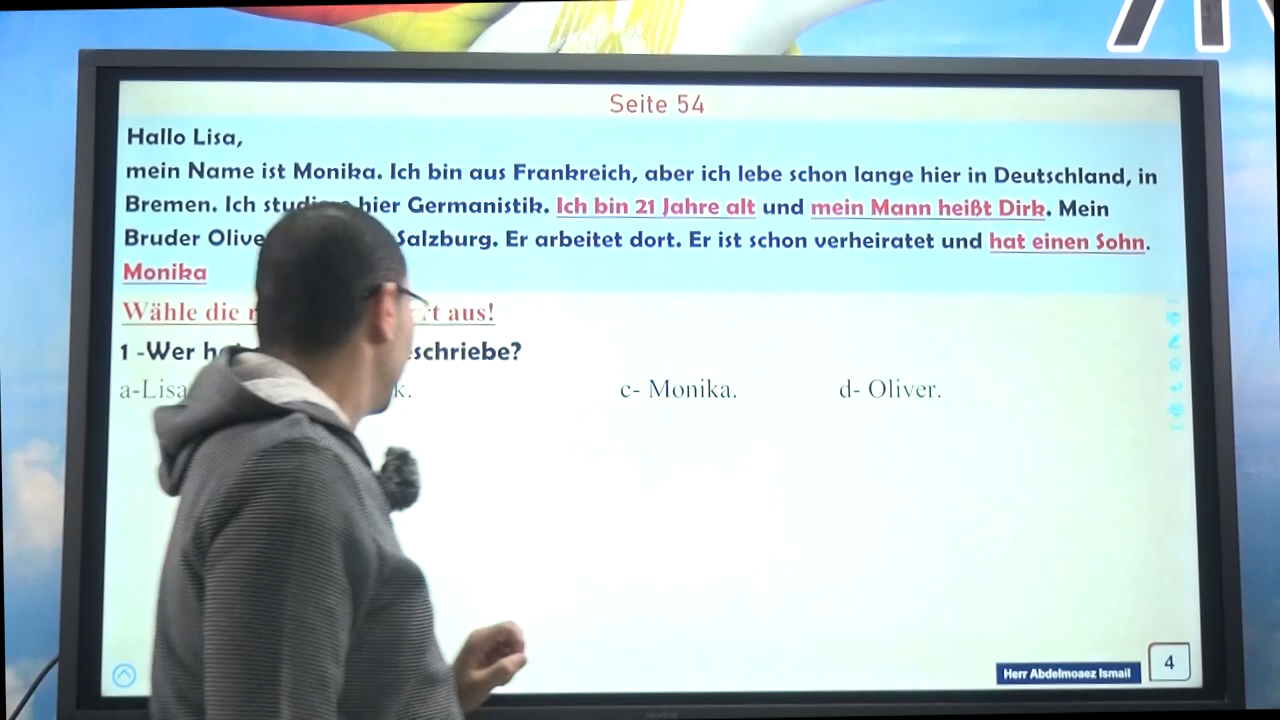 Seite 54
Hallo Lisa,
mein Name ist Monika. Ich bin aus Frankreich, aber ich lebe schon lange hier in Deutschland, in
Bremen. Ich hier Germanistik. Ich bin 21 Jahre alt und mein Mann heißt Dirk. Mein
Bruder Salzburg. Er arbeitet dort. Er ist schon verheiratet und hat einen Sohn.
Monika
Wähle die aus!
1 -Wer
a-Lisa c- Monika. d- Oliver.
Herr Abdelmoaez Ismail
4